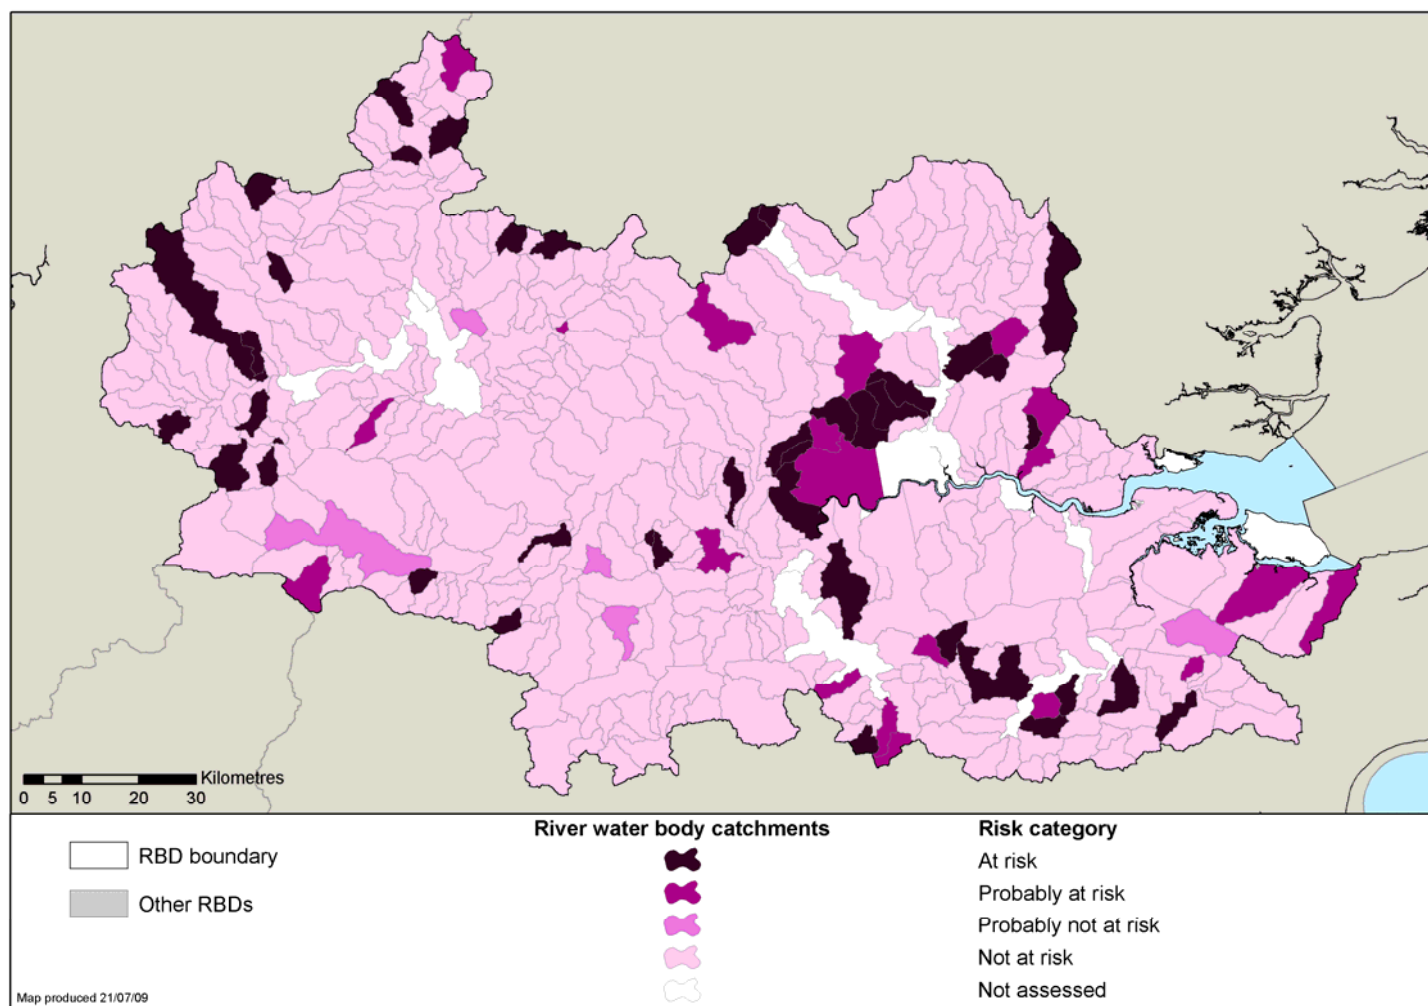 Kilometres
0 5 10 20 30
River water body catchments
Risk category
RBD boundary
At risk
Other RBDs
Probably at risk
Probably not at risk
Not at risk
Not assessed
Map produced 21/07/09